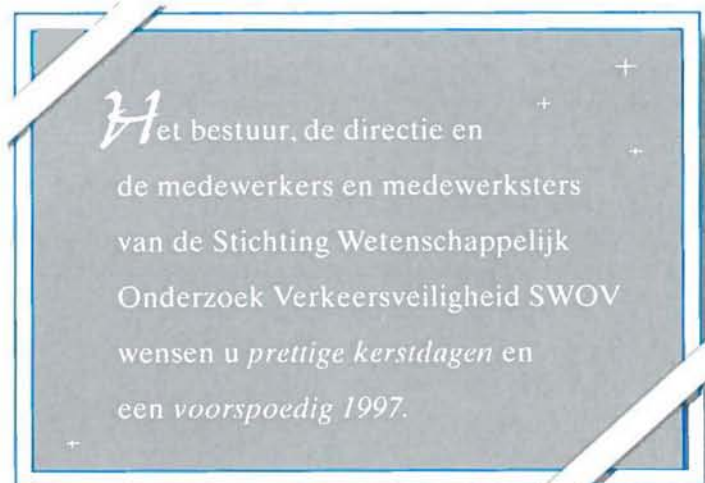 Het bestuur, de directie en
de medewerkers en medewerksters
van de Stichting Wetenschappelijk
Onderzoek Verkeersveiligheid SWOV
wensen u prettige kerstdagen en
een voorspoedig 1997.